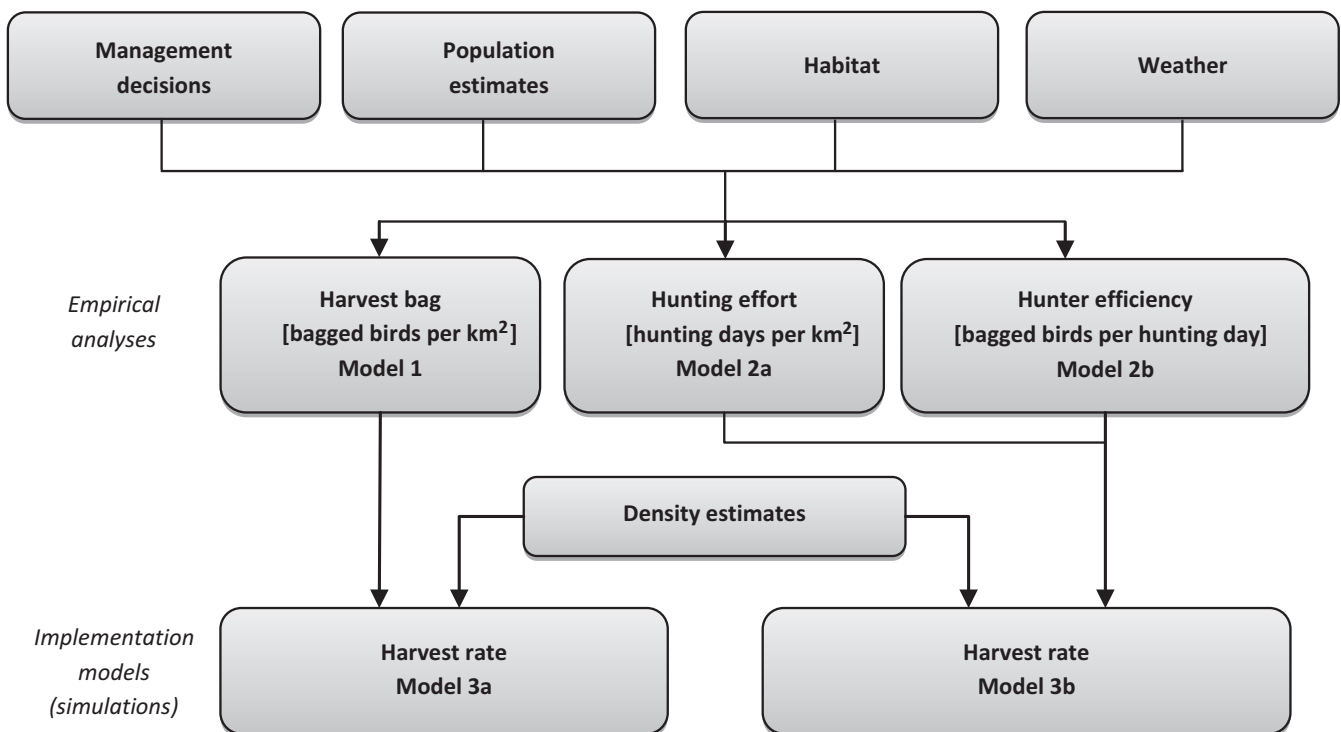 Management
decisions
Population
estimates
Habitat
Weather
Empirical
analyses
Harvest bag
[bagged birds per km²]
Model 1
Hunting effort
[hunting days per km²]
Model 2a
Hunter efficiency
[bagged birds per hunting day]
Model 2b
Density estimates
Implementation
models
(simulations)
Harvest rate
Model 3a
Harvest rate
Model 3b